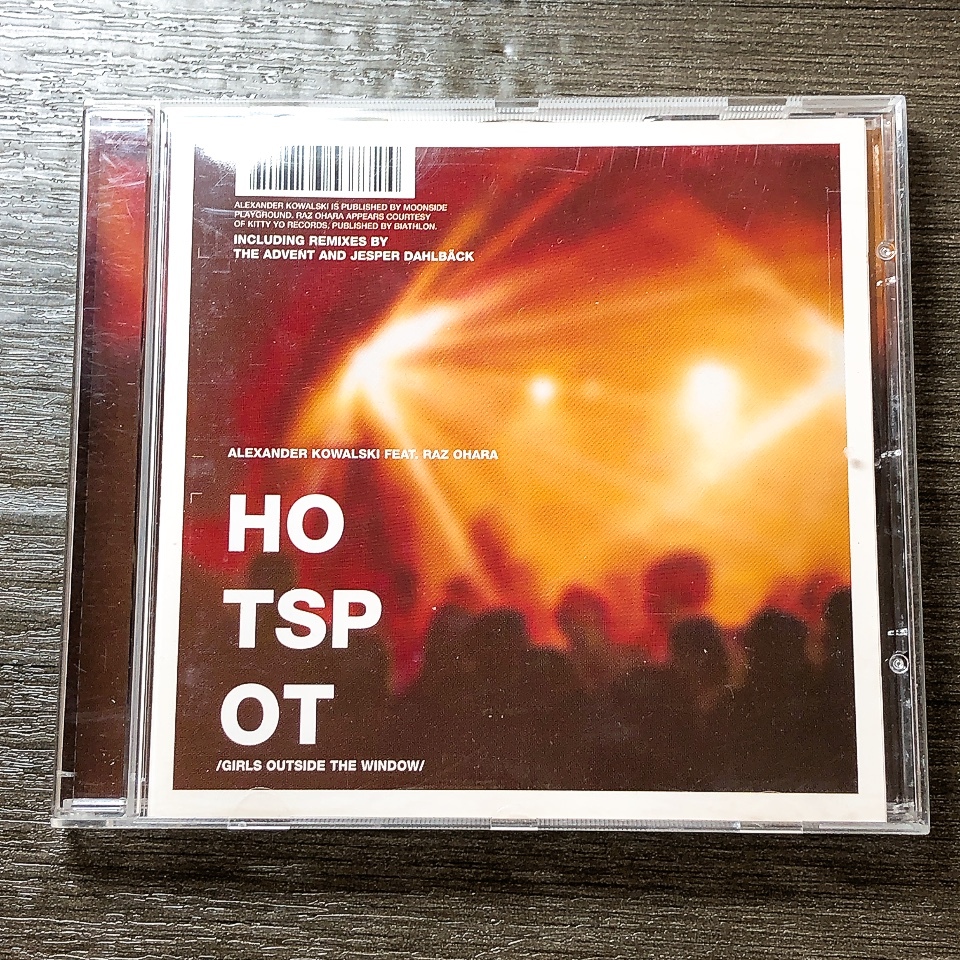 ALEXANDER KOWALSKI IS PUBLISHED BY MOONSIDE
PLAYGROUND. RAZ OHARA APPEARS COURTESY
OF KITTY YO RECORDS. PUBLISHED BY BIATHLON.
INCLUDING REMIXES BY
THE ADVENT AND JESPER DAHLBÄCK
ALEXANDER KOWALSKI FEAT. RAZ OHARA
HO
TSP
OT
/GIRLS OUTSIDE THE WINDOW/